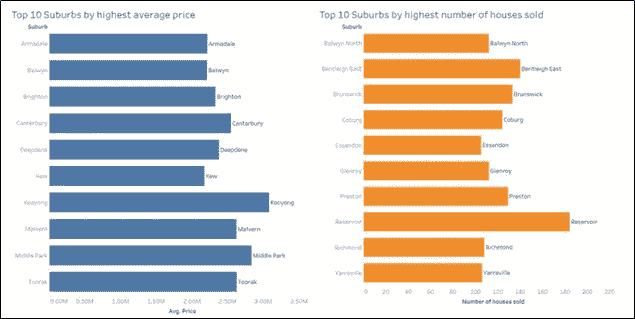 Top 10 Suburbs by highest average price
Suburb
Armadale Armadale
Balwyn Balwyn
Brighton Brighton
Canterbury Canterbury
Deepdene Deepdene
Kew Kew
Kooyong Kooyong
Malvern Malvern
Middle Park Middle Park
Toorak Toorak
0.00M 0.50M 1.00M 1.50M 2.00M 2.50M 3.00M 3.50M
Avg. Price
Top 10 Suburbs by highest number of houses sold
Suburb
Balwyn North Balwyn North
Bentleigh East Bentleigh East
Brunswick Brunswick
Coburg Coburg
Essendon Essendon
Glenroy Glenroy
Preston Preston
Reservoir Reservoir
Richmond Richmond
Yarraville Yarraville
0 20 40 60 80 100 120 140 160 180 200 220
Number of houses sold